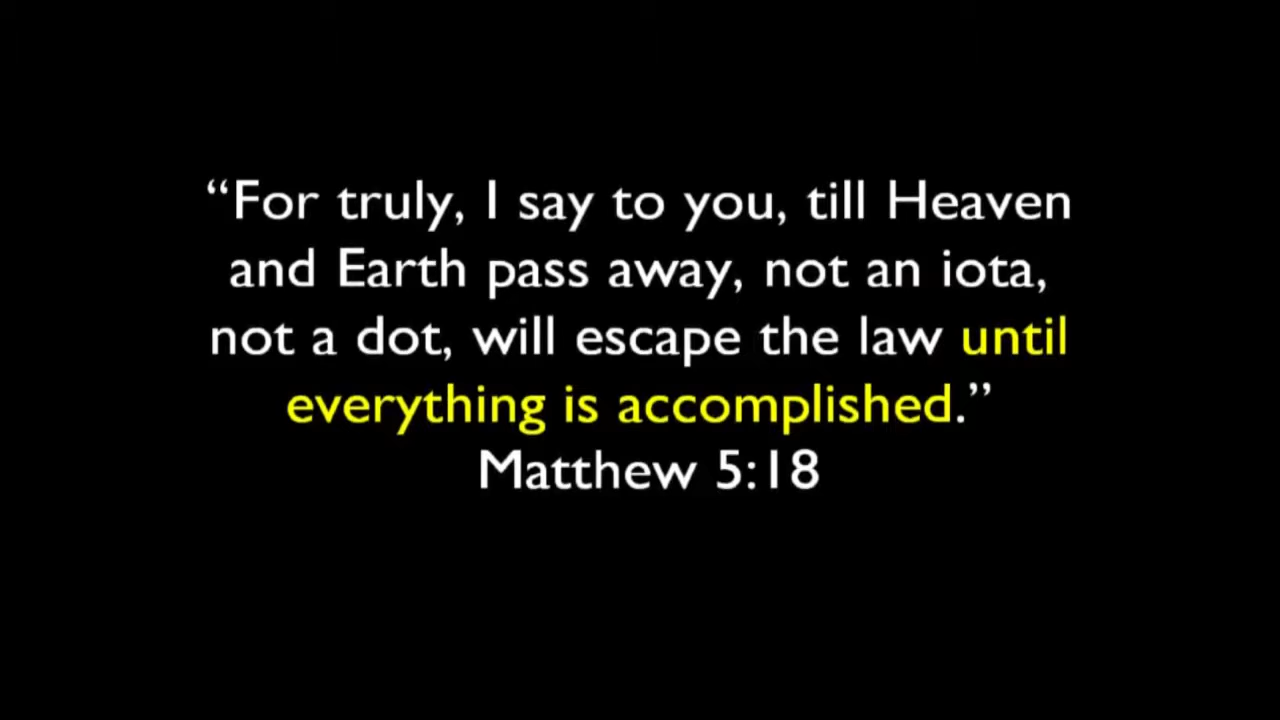 “For truly, I say to you, till Heaven
and Earth pass away, not an iota,
not a dot, will escape the law until
everything is accomplished.”
Matthew 5:18